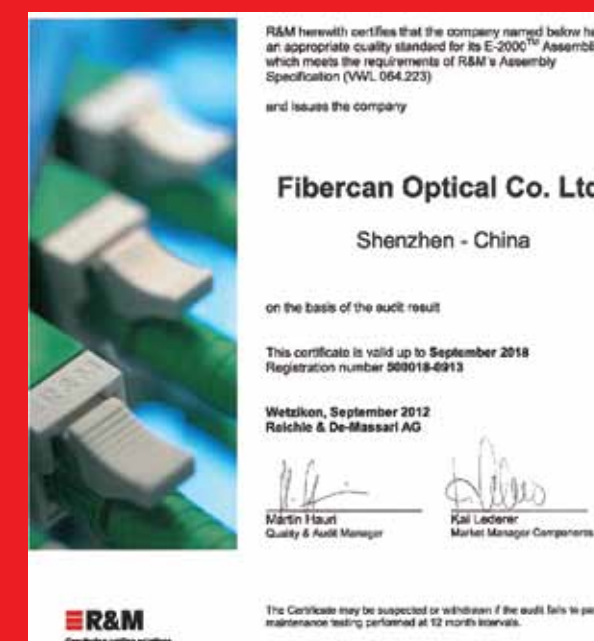 R&M herewith certifies that the company named below ha
an appropriate quality standard for its E-2000™ Assembli
which meets the requirements of R&M's Assembly
Specification (VWL 064.223)
and issues the company
Fibercan Optical Co. Ltd
Shenzhen - China
on the basis of the audit result
This certificate is valid up to September 2018
Registration number 500018-0913
Wetzikon, September 2012
Reichle & De-Massari AG
Martin Hauri
Kai Lederer
Quality & Audit Manager
Market Manager Components
R&M
The Certificate may be suspected or withdrawn if the audit fails to pe
maintenance testing performed at 12 month intervals.